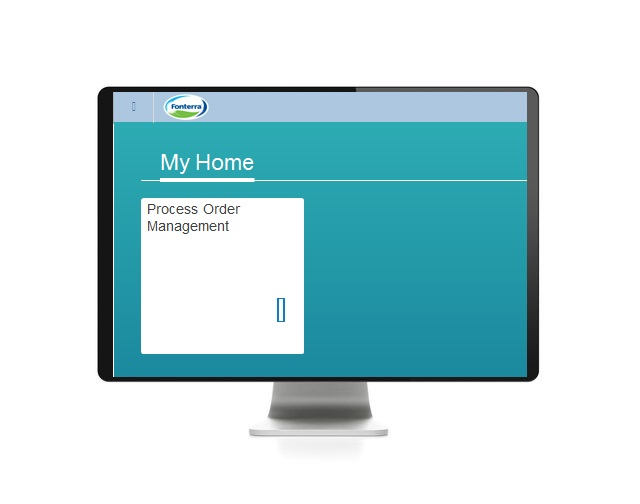 Fonterra
My Home
Process Order
Management